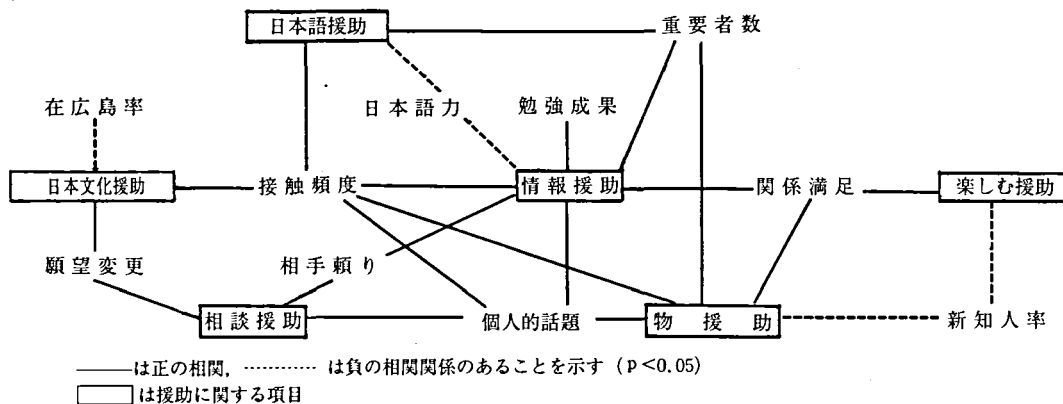 日本語援助
重要者数
在広島率
日本語力
勉強成果
日本文化援助
接触頻度
情報援助
関係満足
楽しむ援助
願望変更
相手頼り
相談援助
個人的話題
物援助
新知人率
――は正の相関, ………… は負の相関関係のあることを示す (p<0.05)
は援助に関する項目